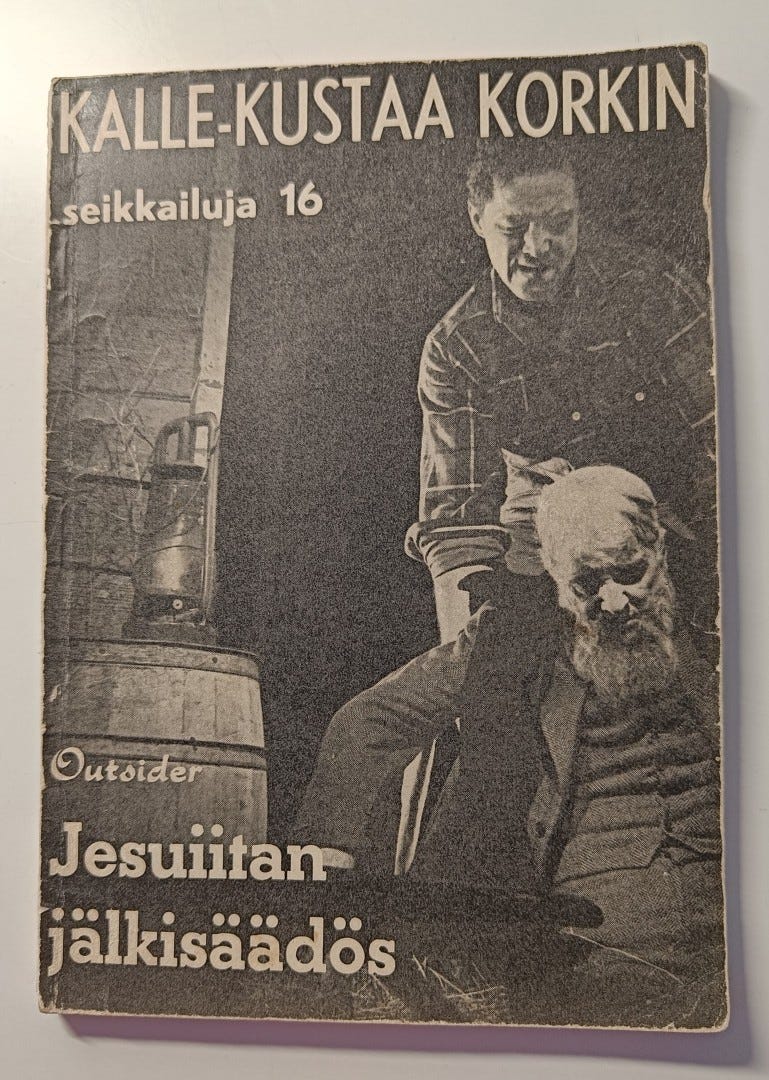 KALLE-KUSTAA KORKIN
seikkailuja 16
Outsider
Jesuiitan
jälkisäädös